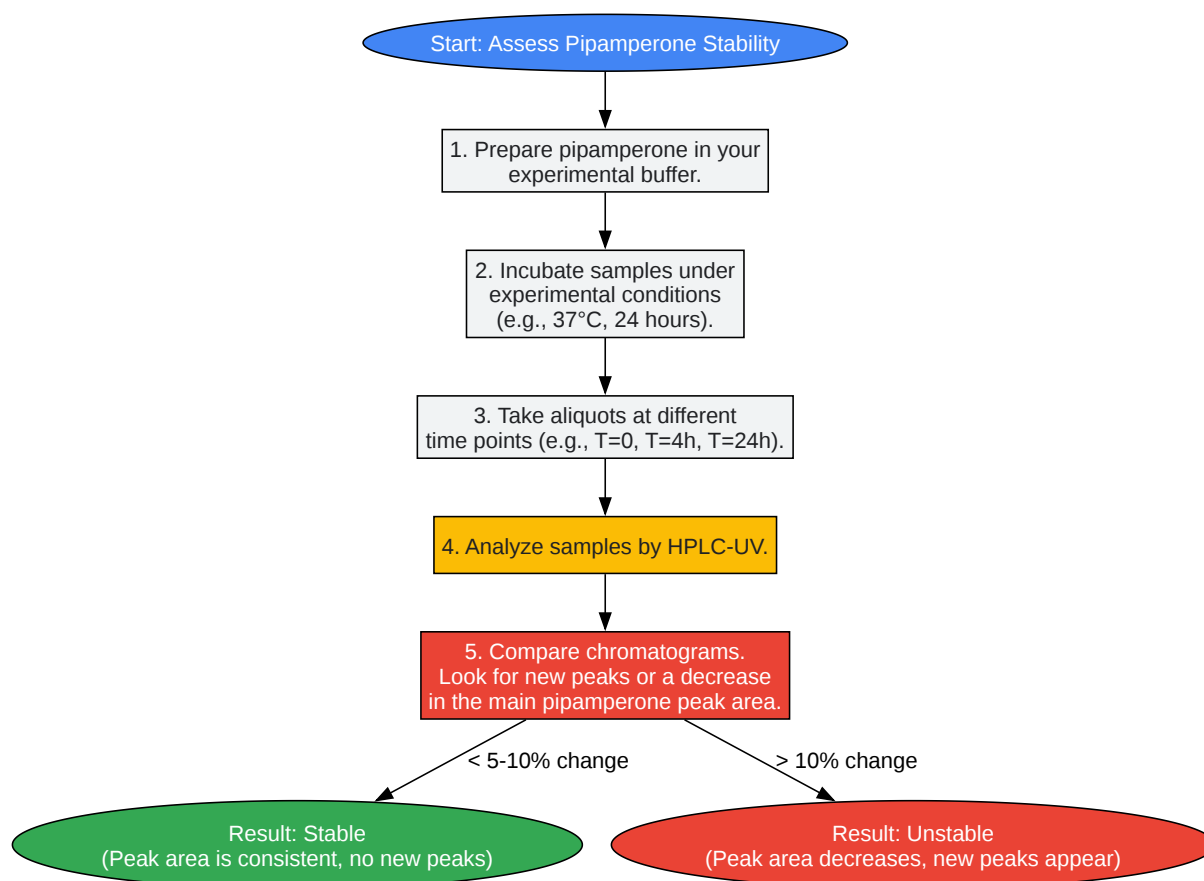 Start: Assess Pipamperone Stability
1. Prepare pipamperone in your
experimental buffer.
2. Incubate samples under
experimental conditions
(e.g., 37°C, 24 hours).
3. Take aliquots at different
time points (e.g., T=0, T=4h, T=24h).
4. Analyze samples by HPLC-UV.
5. Compare chromatograms.
Look for new peaks or a decrease
in the main pipamperone peak area.
< 5-10% change
> 10% change
Result: Stable
(Peak area is consistent, no new peaks)
Result: Unstable
(Peak area decreases, new peaks appear)